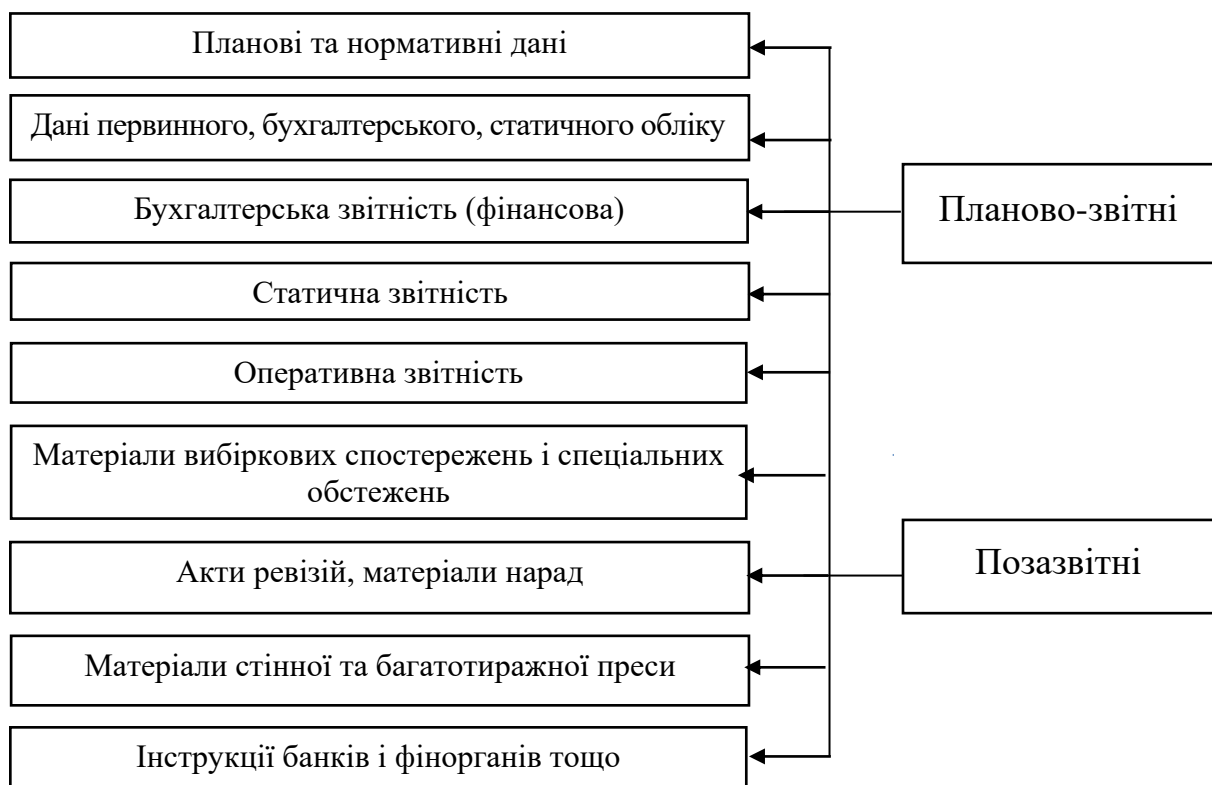 Планові та нормативні дані
Дані первинного, бухгалтерського, статичного обліку
Бухгалтерська звітність (фінансова)
Планово-звітні
Статична звітність
Оперативна звітність
Матеріали вибіркових спостережень і спеціальних
обстежень
Акти ревізій, матеріали нарад
Позазвітні
Матеріали стінної та багатотиражної преси
Інструкції банків і фінорганів тощо